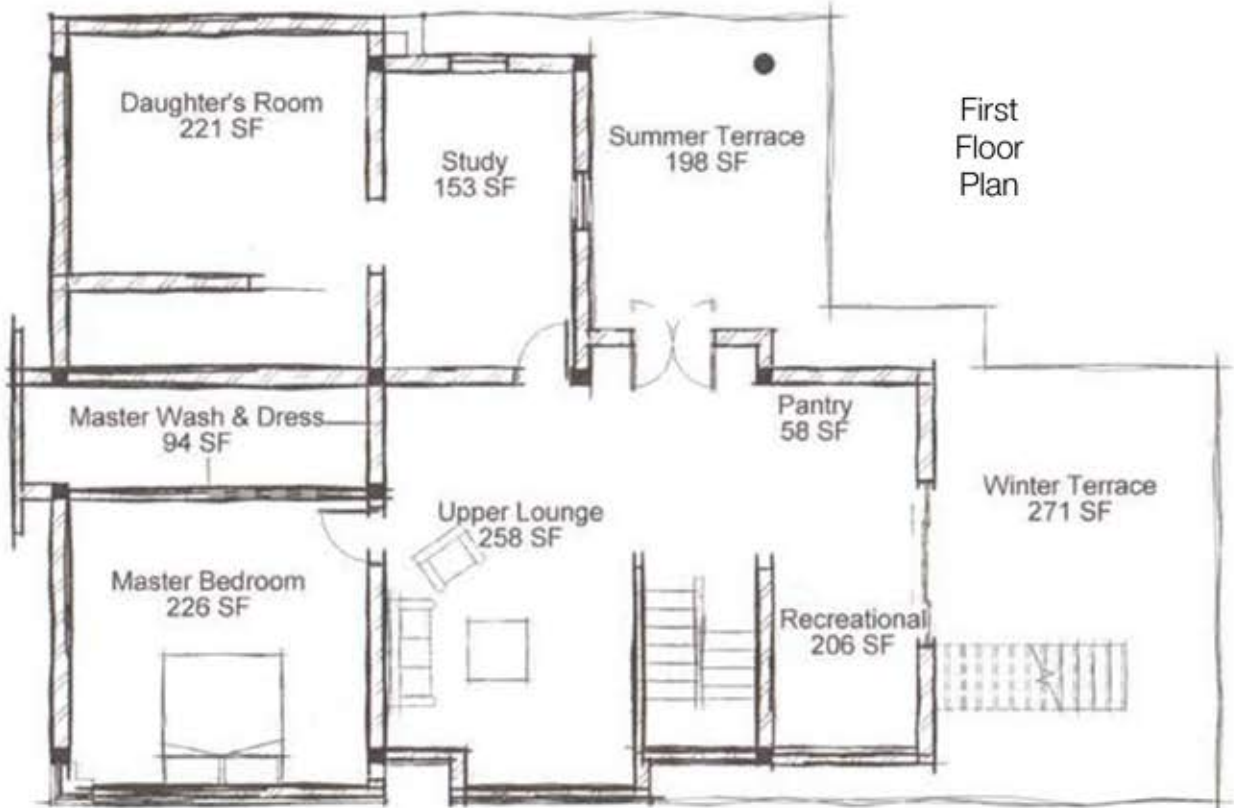 Daughter's Room
221 SF
Study
153 SF
Summer Terrace
198 SF
First
Floor
Plan
Master Wash & Dress
94 SF
Pantry
58 SF
Upper Lounge
258 SF
Winter Terrace
271 SF
Master Bedroom
226 SF
Recreational
206 SF